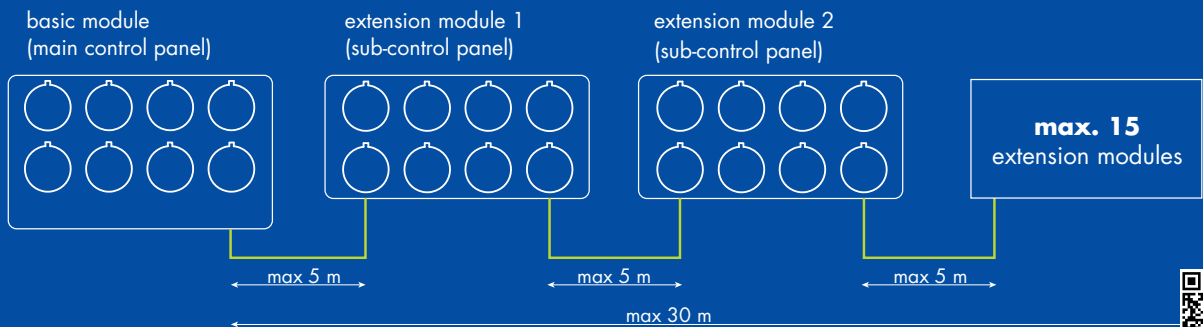 basic module
(main control panel)
extension module 1
(sub-control panel)
extension module 2
(sub-control panel)
max. 15
extension modules
max 5 m
max 5 m
max 5 m
max 30 m